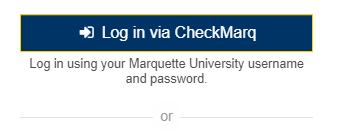 Log in via CheckMarq
Log in using your Marquette University username
and password.
or